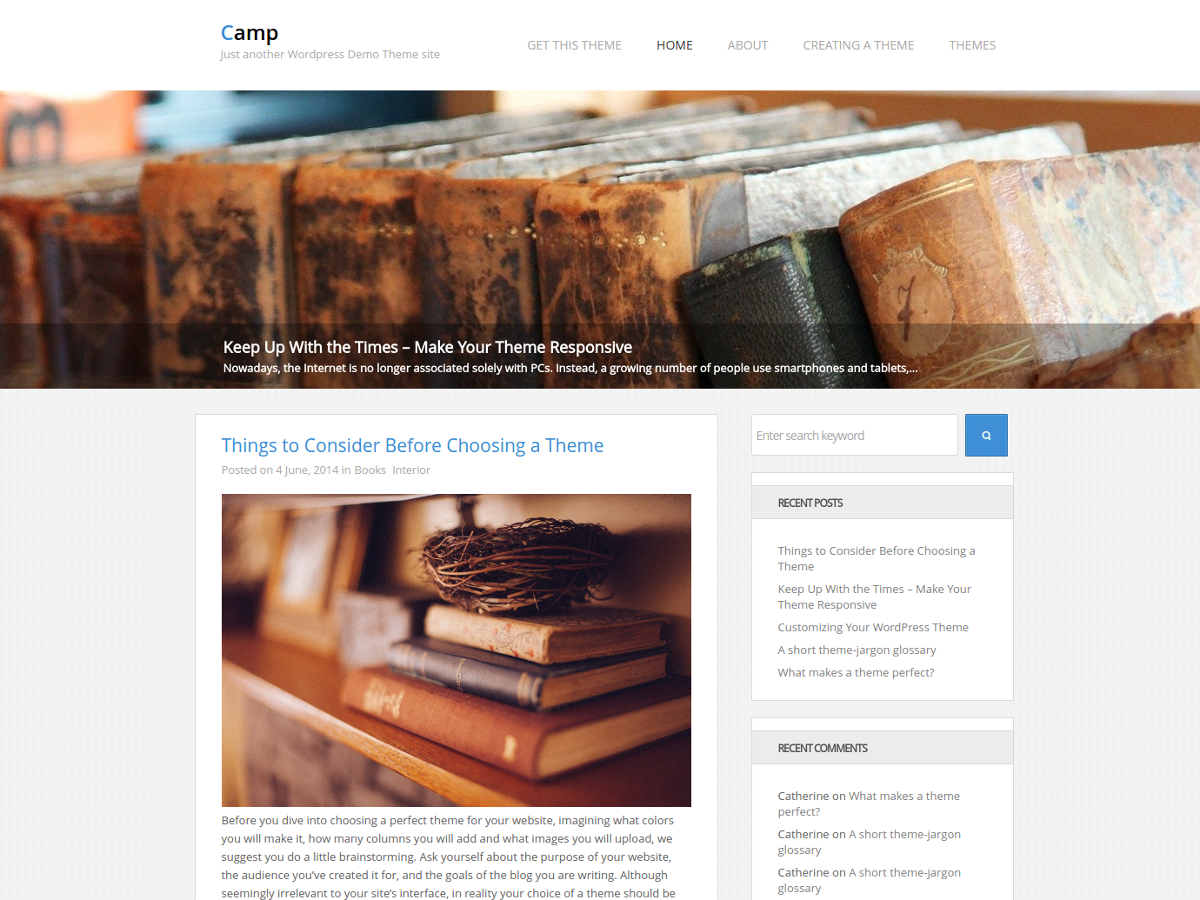 Camp
Just another Wordpress Demo Theme site
GET THIS THEME HOME ABOUT CREATING A THEME THEMES
Keep Up With the Times – Make Your Theme Responsive
Nowadays, the Internet is no longer associated solely with PCs. Instead, a growing number of people use smartphones and tablets,...
Things to Consider Before Choosing a Theme
Posted on 4 June, 2014 in Books Interior
Before you dive into choosing a perfect theme for your website, imagining what colors
you will make it, how many columns you will add and what images you will upload, we
suggest you do a little brainstorming. Ask yourself about the purpose of your website,
the audience you’ve created it for, and the goals of the blog you are writing. Although
seemingly irrelevant to your site’s interface, in reality your choice of a theme should be
Enter search keyword
RECENT POSTS
Things to Consider Before Choosing a
Theme
Keep Up With the Times – Make Your
Theme Responsive
Customizing Your WordPress Theme
A short theme-jargon glossary
What makes a theme perfect?
RECENT COMMENTS
Catherine on What makes a theme
perfect?
Catherine on A short theme-jargon
glossary
Catherine on A short theme-jargon
glossary